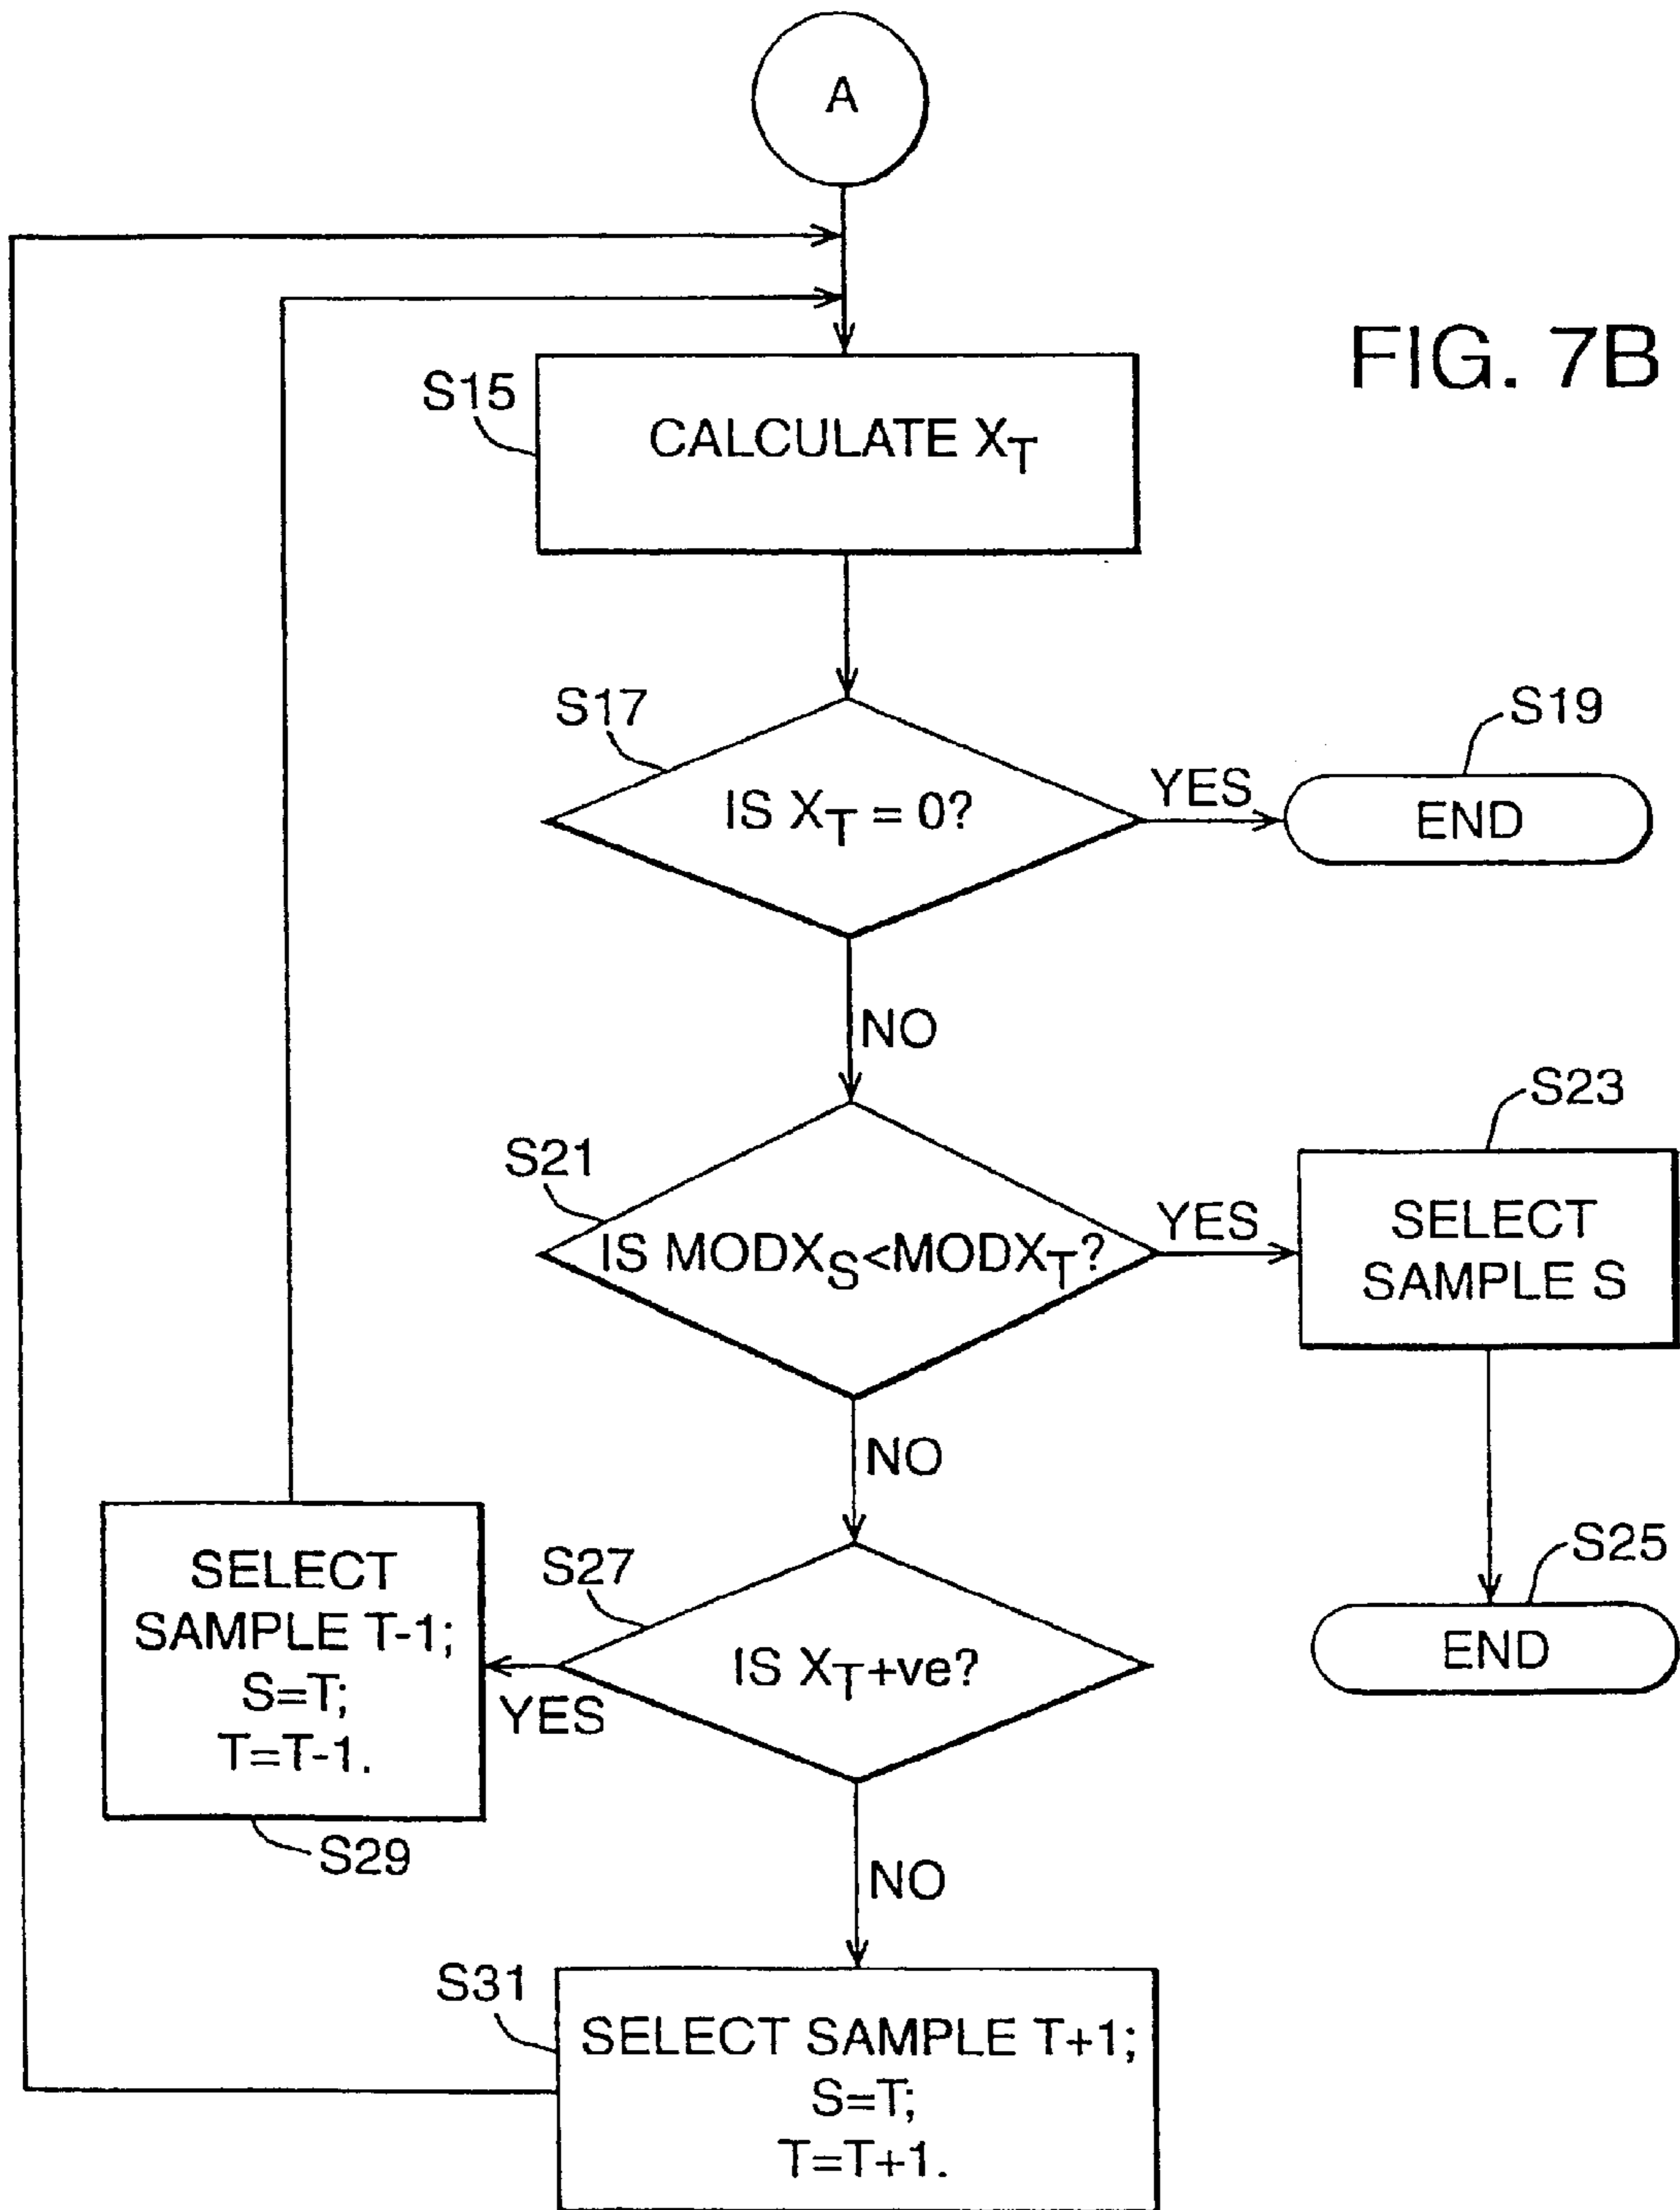 A
FIG. 7B
S15
CALCULATE X_T
S17
IS X_T = 0?
YES
S19
END
NO
S21
IS MODX_S<MODX_T?
YES
S23
SELECT
SAMPLE S
NO
S25
END
S27
IS X_T+ve?
YES
SELECT
SAMPLE T-1;
S=T;
T=T-1.
S29
NO
S31
SELECT SAMPLE T+1;
S=T;
T=T+1.